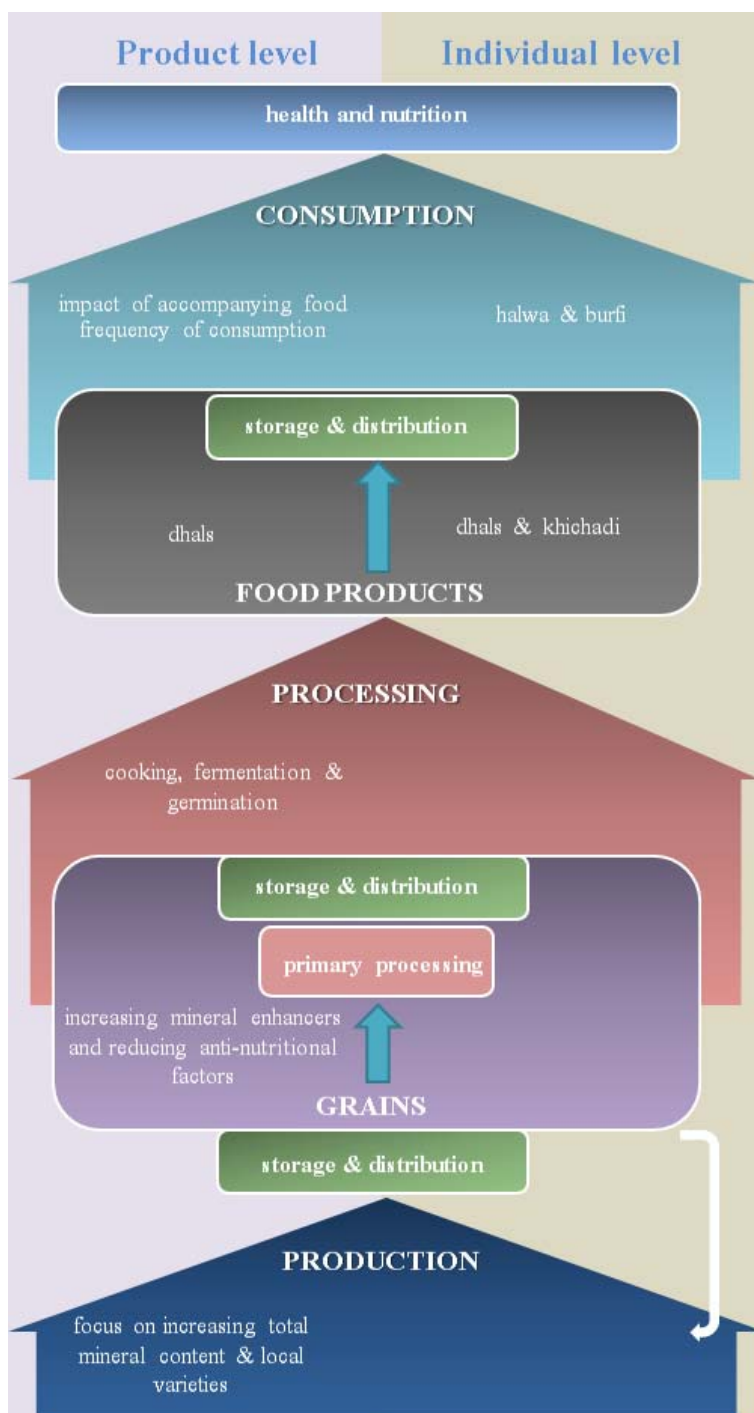 Product level
Individual level
health and nutrition
CONSUMPTION
impact of accompanying food
frequency of consumption
halwa & burfi
storage & distribution
dhals
dhals & khichadi
FOOD PRODUCTS
PROCESSING
cooking, fermentation &
germination
storage & distribution
primary processing
increasing mineral enhancers
and reducing anti-nutritional
factors
GRAINS
storage & distribution
PRODUCTION
focus on increasing total
mineral content & local
varieties